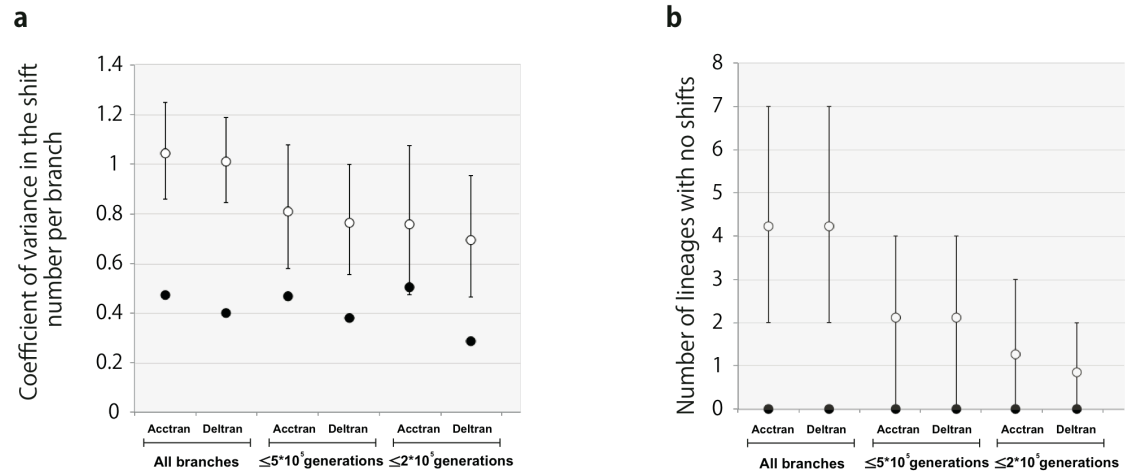 a
Coefficient of variance in the shift
number per branch
1.4
1.2
1
0.8
0.6
0.4
0.2
0
Acctran Deltran Acctran Deltran Acctran Deltran
All branches ≤5*10⁵generations ≤2*10⁵generations
b
Number of lineages with no shifts
8
7
6
5
4
3
2
1
0
Acctran Deltran Acctran Deltran Acctran Deltran
All branches ≤5*10⁵generations ≤2*10⁵generations